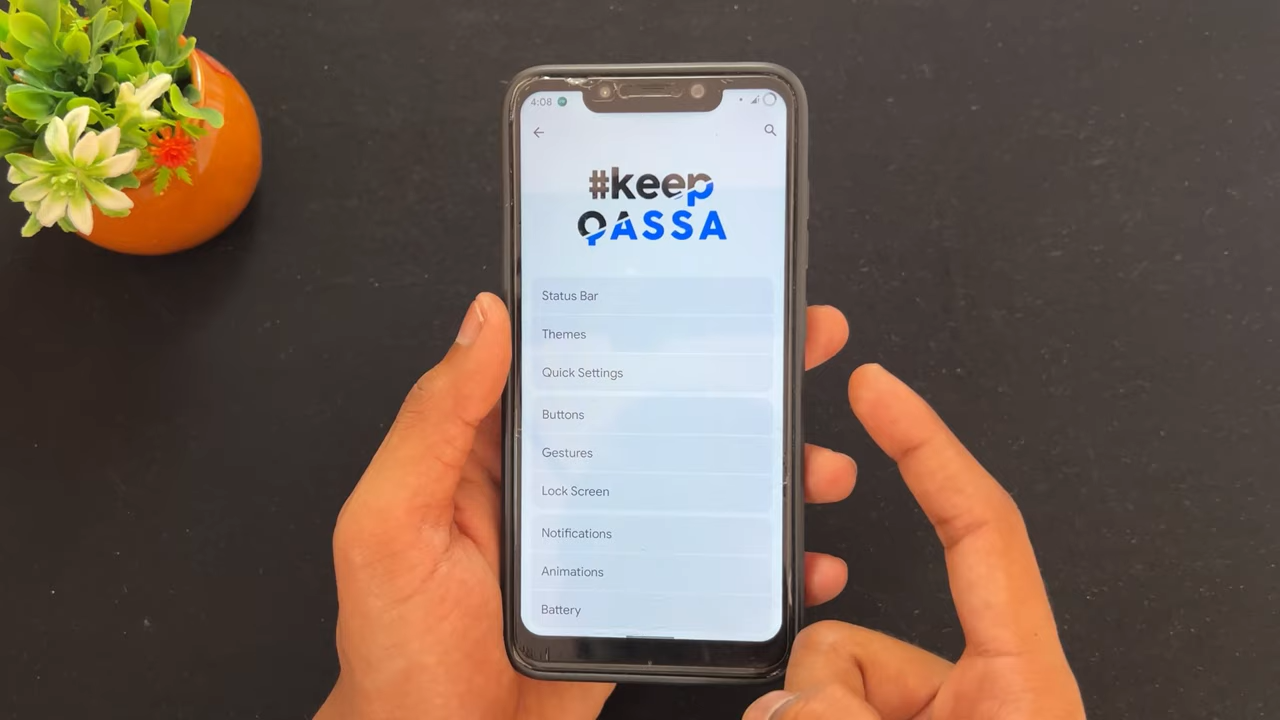 4:08
#keep
QASSA
Status Bar
Themes
Quick Settings
Buttons
Gestures
Lock Screen
Notifications
Animations
Battery